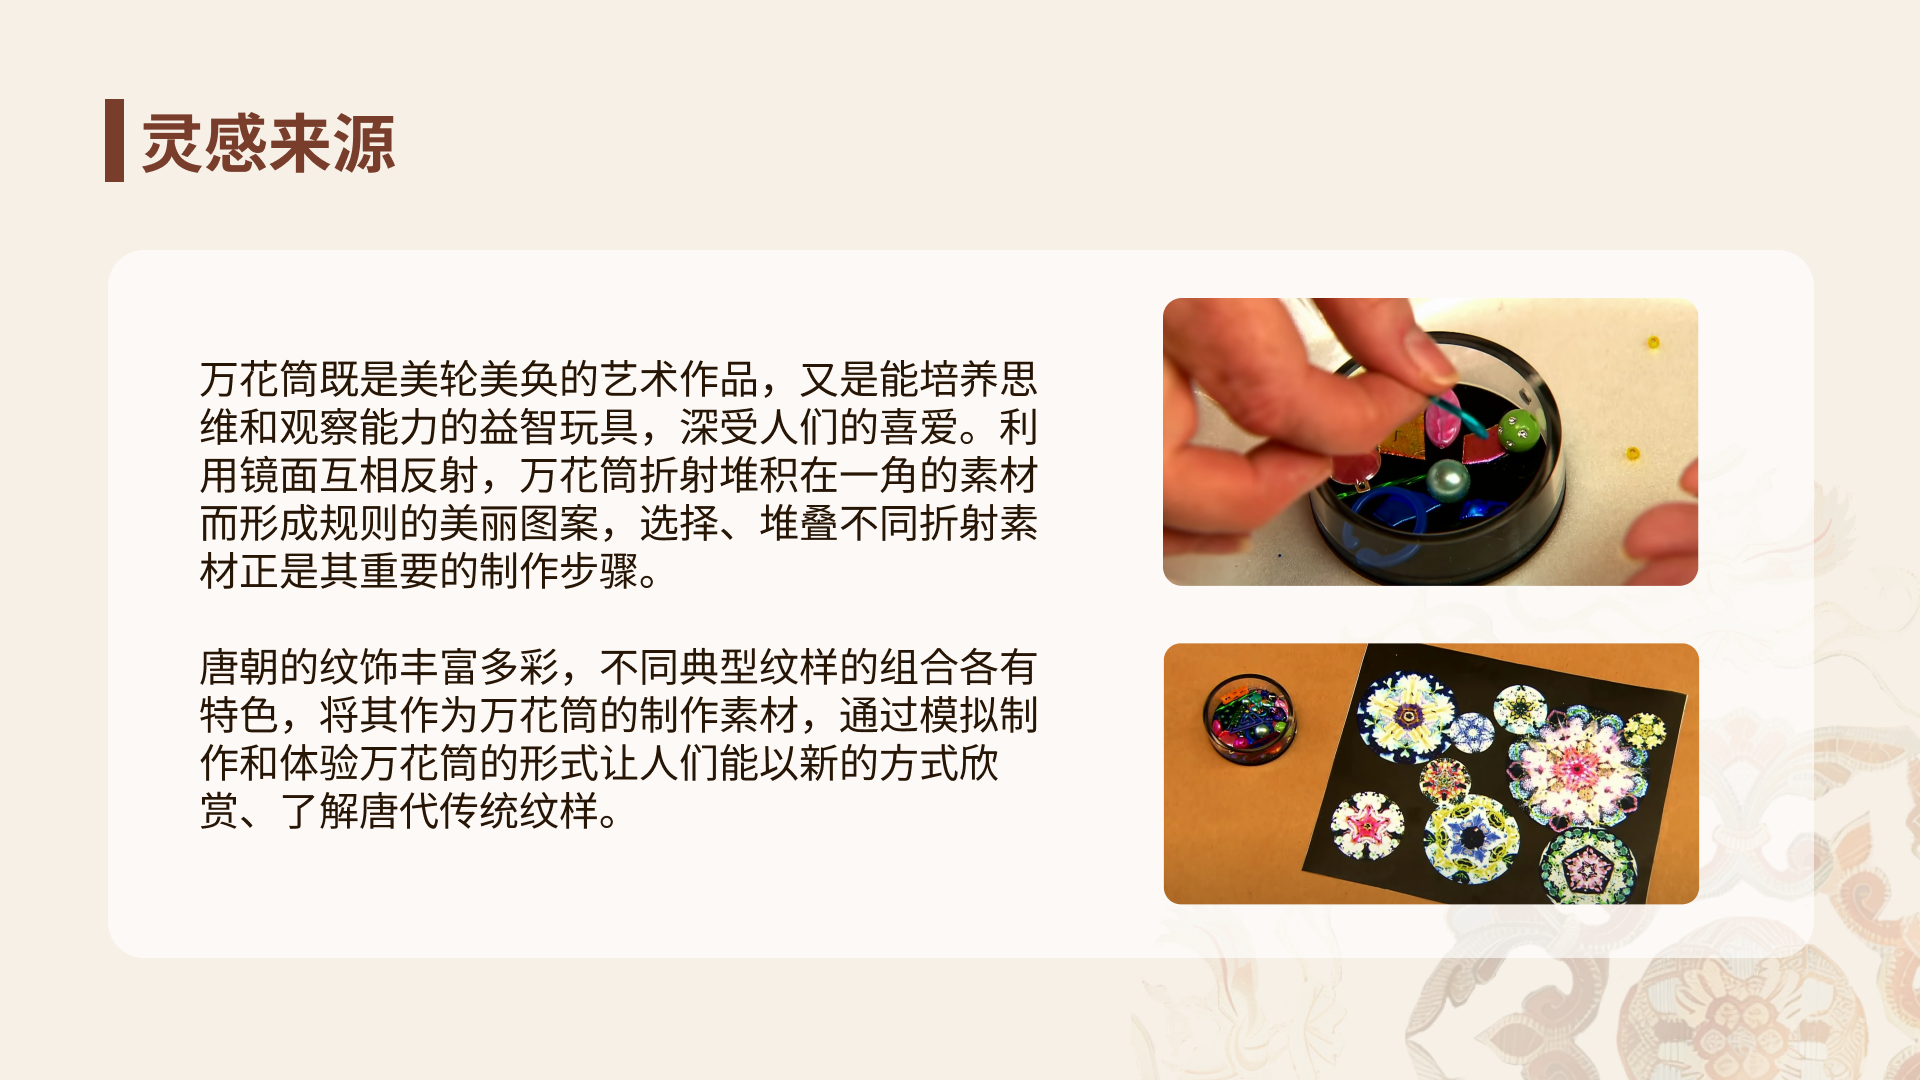 灵感来源
万花筒既是美轮美奂的艺术作品，又是能培养思
维和观察能力的益智玩具，深受人们的喜爱。利
用镜面互相反射，万花筒折射堆积在一角的素材
而形成规则的美丽图案，选择、堆叠不同折射素
材正是其重要的制作步骤。
唐朝的纹饰丰富多彩，不同典型纹样的组合各有
特色，将其作为万花筒的制作素材，通过模拟制
作和体验万花筒的形式让人们能以新的方式欣
赏、了解唐代传统纹样。